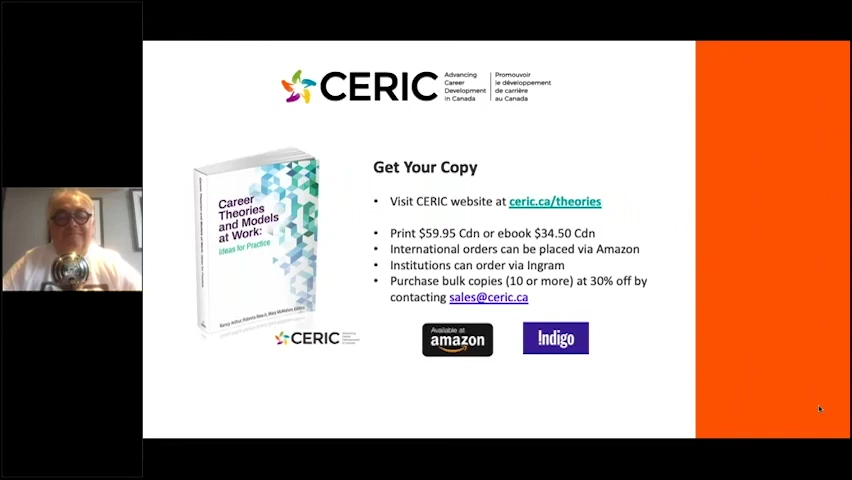 CERIC
Advancing
Career
Development
in Canada
Promouvoir
le développement
de carrière
au Canada
Get Your Copy
• Visit CERIC website at ceric.ca/theories
• Print $59.95 Cdn or ebook $34.50 Cdn
• International orders can be placed via Amazon
• Institutions can order via Ingram
• Purchase bulk copies (10 or more) at 30% off by
contacting sales@ceric.ca
Career
Theories
and Models
at Work:
Ideas for Practice
CERIC
Available at
amazon
!ndigo